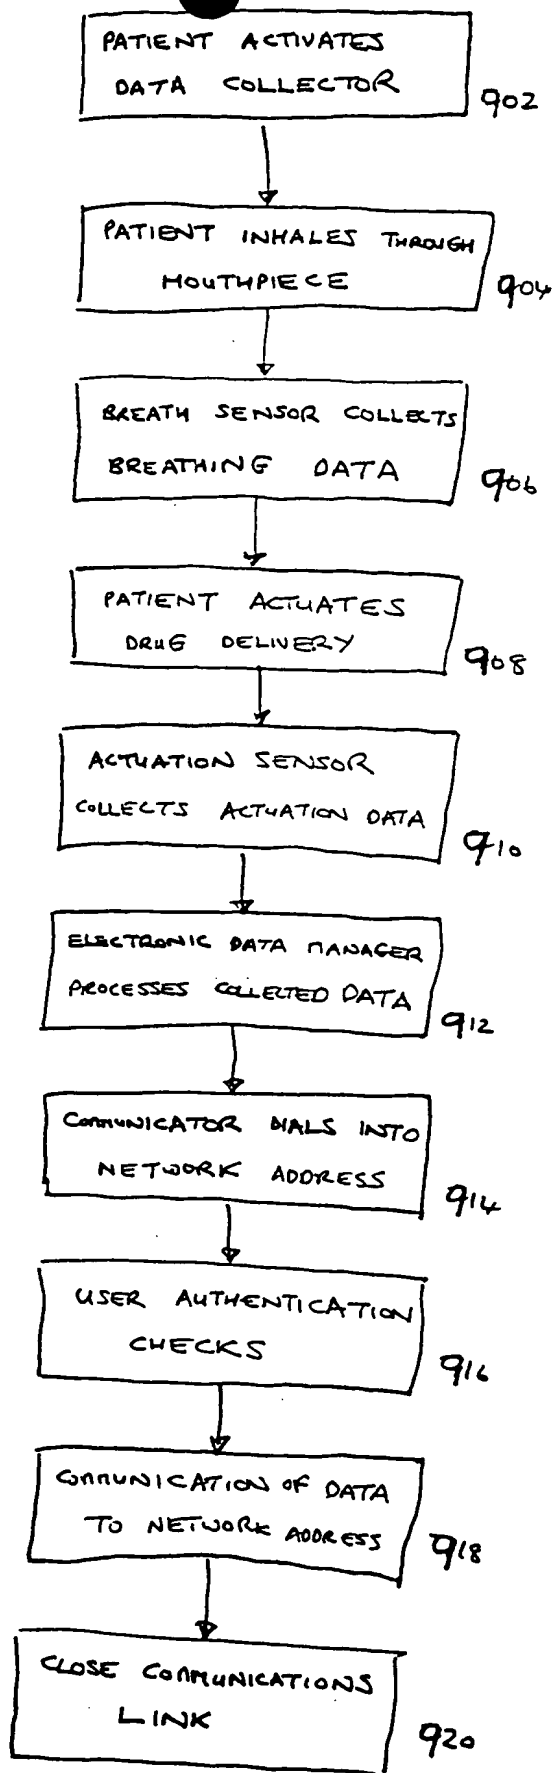 PATIENT ACTIVATES
DATA COLLECTOR
902
PATIENT INHALES THROUGH
MOUTHPIECE
904
BREATH SENSOR COLLECTS
BREATHING DATA
906
PATIENT ACTUATES
DRUG DELIVERY
908
ACTUATION SENSOR
COLLECTS ACTUATION DATA
910
ELECTRONIC DATA MANAGER
PROCESSES COLLECTED DATA
912
COMMUNICATOR DIALS INTO
NETWORK ADDRESS
914
USER AUTHENTICATION
CHECKS
916
COMMUNICATION OF DATA
TO NETWORK ADDRESS
918
CLOSE COMMUNICATIONS
LINK
920